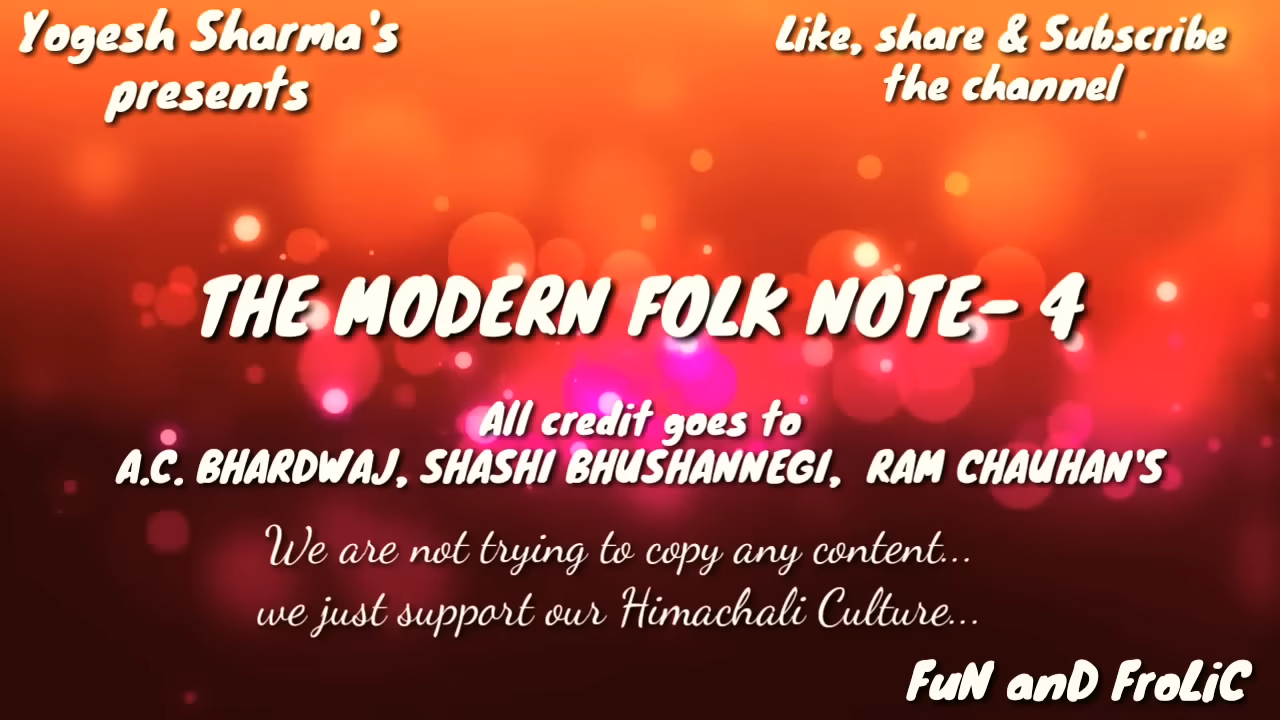 Yogesh Sharma's
presents
Like, share & Subscribe
the channel
THE MODERN FOLK NOTE- 4
All credit goes to
A.C. BHARDWAJ, SHASHI BHUSHANNEGI, RAM CHAUHAN'S
We are not trying to copy any content...
we just support our Himachali Culture...
FuN anD FroLiC